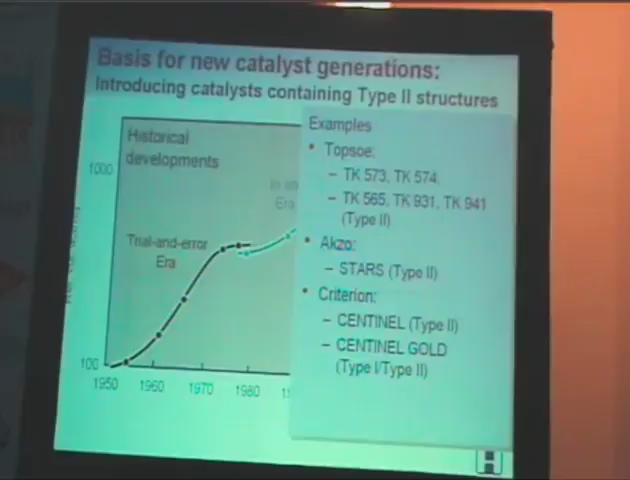 Basis for new catalyst generations:
Introducing catalysts containing Type II structures
Historical
developments
1000
Era
Trial-and-error
Era
100
1950 1960 1970 1980
Examples
• Topsoe:
– TK 573, TK 574,
– TK 565, TK 931, TK 941
(Type II)
• Akzo:
– STARS (Type II)
• Criterion:
– CENTINEL (Type II)
– CENTINEL GOLD
(Type I/Type II)